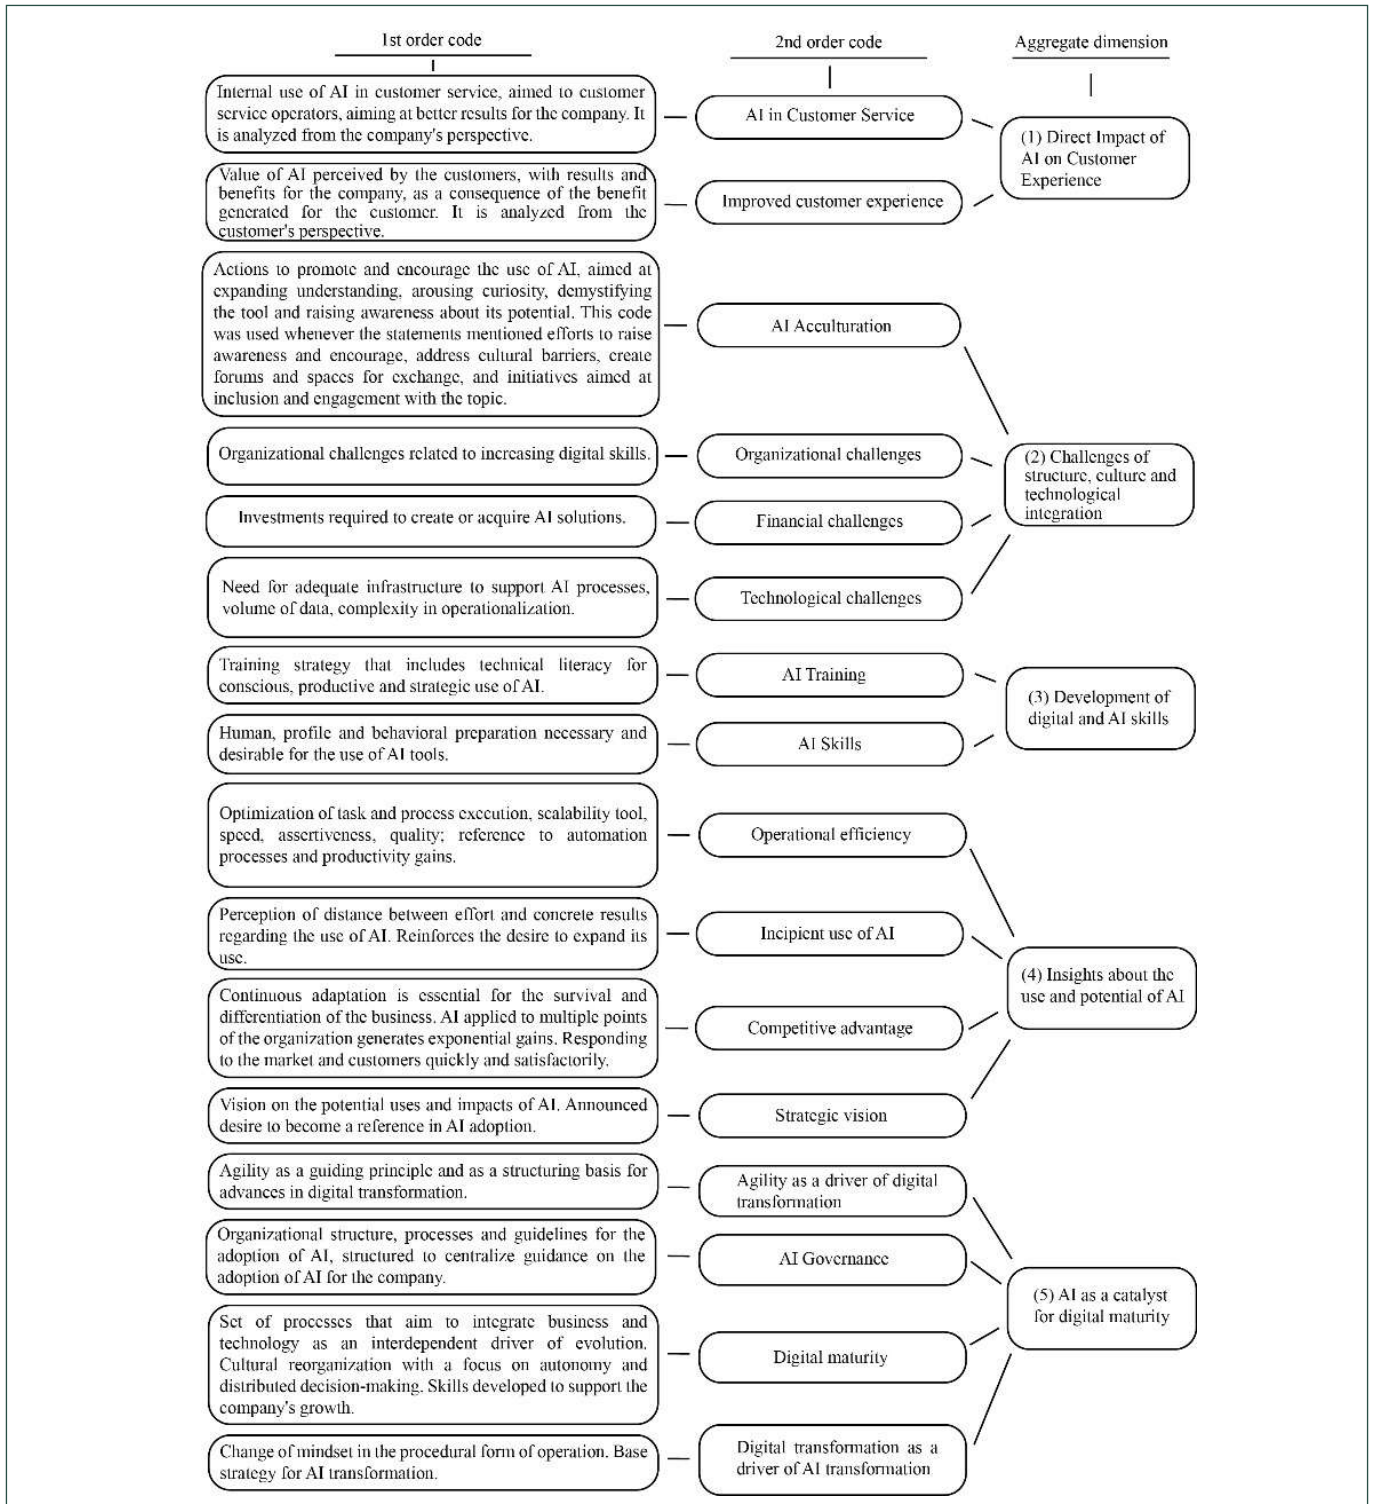 1st order code
2nd order code
Aggregate dimension
Internal use of AI in customer service, aimed to customer
service operators, aiming at better results for the company. It
is analyzed from the company's perspective.
AI in Customer Service
(1) Direct Impact of
AI on Customer
Experience
Value of AI perceived by the customers, with results and
benefits for the company, as a consequence of the benefit
generated for the customer. It is analyzed from the
customer's perspective.
Improved customer experience
Actions to promote and encourage the use of AI, aimed at
expanding understanding, arousing curiosity, demystifying
the tool and raising awareness about its potential. This code
was used whenever the statements mentioned efforts to raise
awareness and encourage, address cultural barriers, create
forums and spaces for exchange, and initiatives aimed at
inclusion and engagement with the topic.
AI Acculturation
Organizational challenges related to increasing digital skills.
Organizational challenges
(2) Challenges of
structure, culture and
technological
integration
Investments required to create or acquire AI solutions.
Financial challenges
Need for adequate infrastructure to support AI processes,
volume of data, complexity in operationalization.
Technological challenges
Training strategy that includes technical literacy for
conscious, productive and strategic use of AI.
AI Training
(3) Development of
digital and AI skills
Human, profile and behavioral preparation necessary and
desirable for the use of AI tools.
AI Skills
Optimization of task and process execution, scalability tool,
speed, assertiveness, quality; reference to automation
processes and productivity gains.
Operational efficiency
Perception of distance between effort and concrete results
regarding the use of AI. Reinforces the desire to expand its
use.
Incipient use of AI
(4) Insights about the
use and potential of AI
Continuous adaptation is essential for the survival and
differentiation of the business. AI applied to multiple points
of the organization generates exponential gains. Responding
to the market and customers quickly and satisfactorily.
Competitive advantage
Vision on the potential uses and impacts of AI. Announced
desire to become a reference in AI adoption.
Strategic vision
Agility as a guiding principle and as a structuring basis for
advances in digital transformation.
Agility as a driver of digital
transformation
Organizational structure, processes and guidelines for the
adoption of AI, structured to centralize guidance on the
adoption of AI for the company.
AI Governance
(5) AI as a catalyst
for digital maturity
Set of processes that aim to integrate business and
technology as an interdependent driver of evolution.
Cultural reorganization with a focus on autonomy and
distributed decision-making. Skills developed to support the
company's growth.
Digital maturity
Change of mindset in the procedural form of operation. Base
strategy for AI transformation.
Digital transformation as a
driver of AI transformation